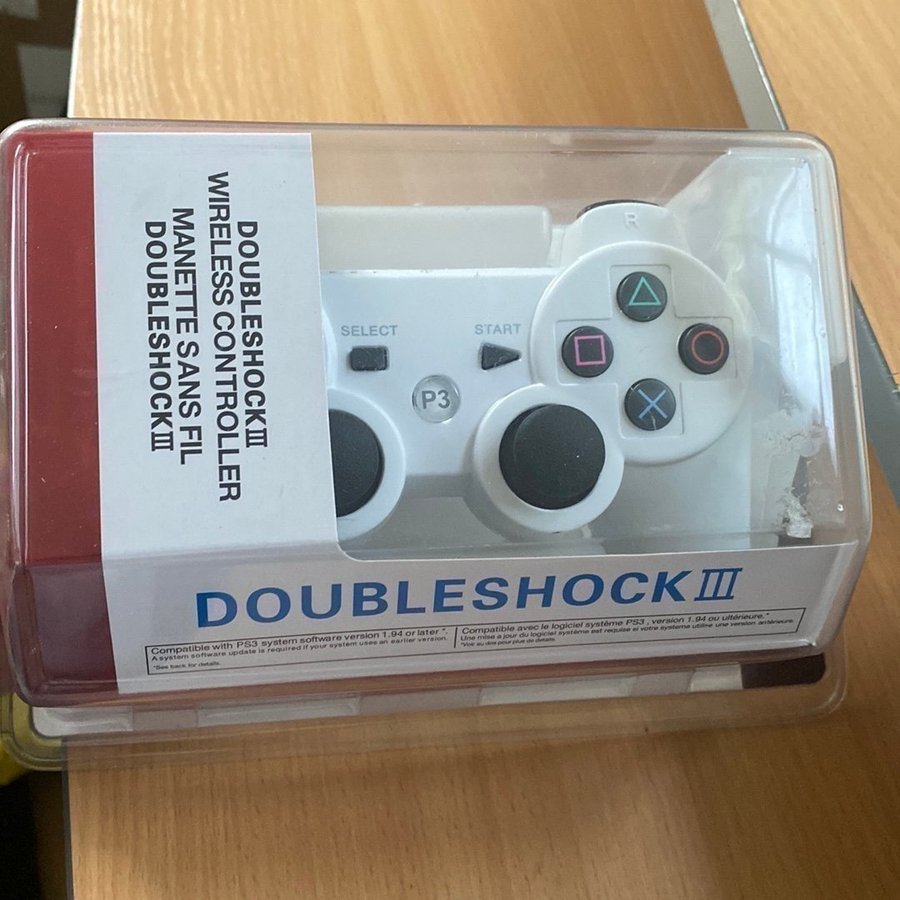 DOUBLESHOCKIII
WIRELESS CONTROLLER
MANETTE SANS FIL
DOUBLESHOCKIII
R
SELECT
START
P3
DOUBLESHOCKIII
Compatible with PS3 system software version 1.94 or later *.
A system software update is required if your system uses an earlier version.
*See back for details.
Compatible avec le logiciel système PS3 , version 1.94 ou ultérieure.*
Une mise a jour du logiciel système est requise si votre systeme utilise une version antérieure.
*Voir au dos pour plus de details.